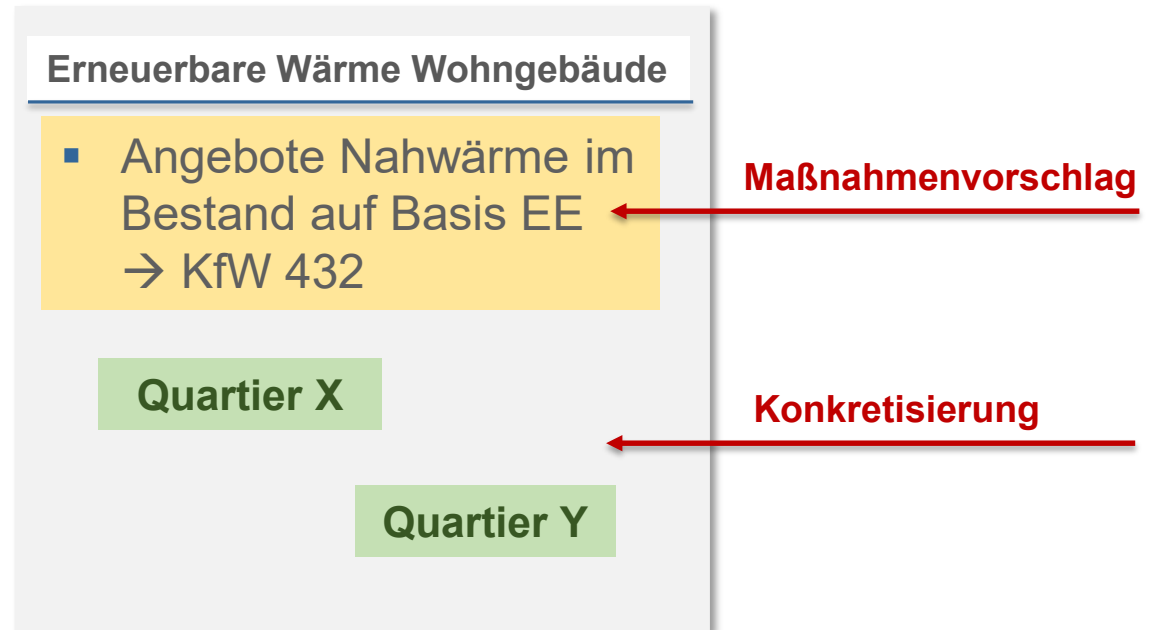 Erneuerbare Wärme Wohngebäude
▪ Angebote Nahwärme im
Bestand auf Basis EE
→ KfW 432
Maßnahmenvorschlag
Quartier X
Konkretisierung
Quartier Y